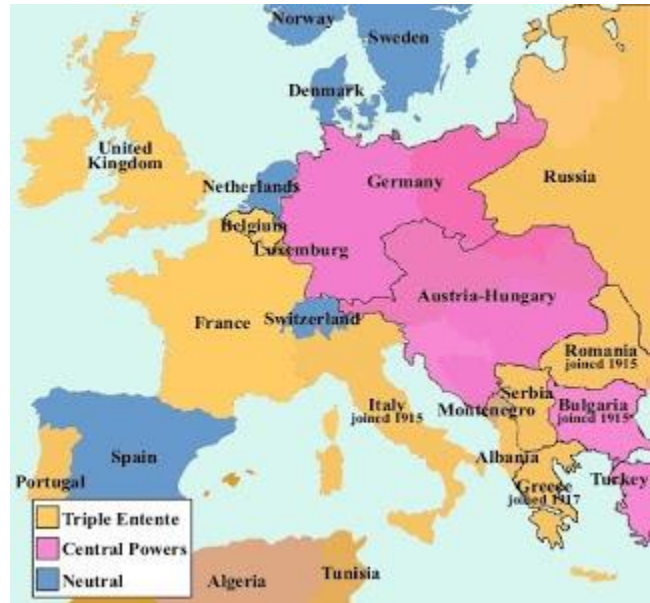 Norway
Sweden
Denmark
United
Kingdom
Netherlands
Germany
Russia
Belgium
Luxemburg
Austria-Hungary
France
Switzerland
Romania
joined 1915
Serbia
Italy
joined 1915
Montenegro
Bulgaria
joined 1915
Spain
Albania
Portugal
Greece
joined 1917
Turkey
Triple Entente
Central Powers
Neutral
Algeria
Tunisia